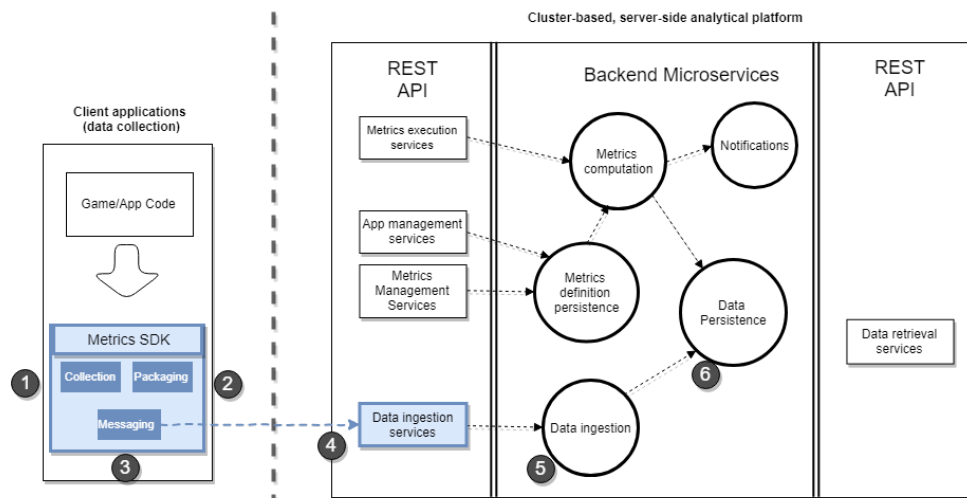 Cluster-based, server-side analytical platform
Client applications
(data collection)
Game/App Code
Metrics SDK
Collection
Packaging
Messaging
1
2
3
REST
API
Metrics execution
services
App management
services
Metrics
Management
Services
Data ingestion
services
4
Backend Microservices
Metrics
computation
Notifications
Metrics
definition
persistence
Data
Persistence
6
Data ingestion
5
REST
API
Data retrieval
services